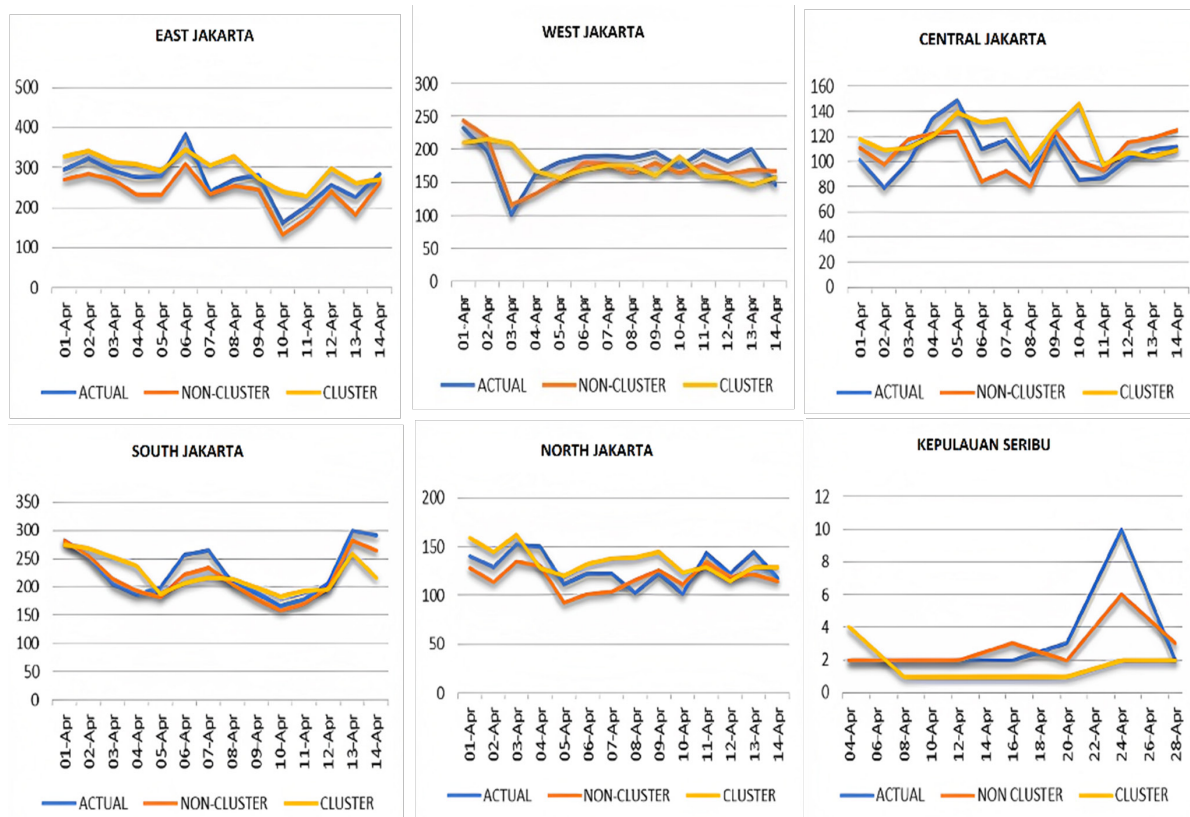 EAST JAKARTA
500
400
300
200
100
0
01-Apr
02-Apr
03-Apr
04-Apr
05-Apr
06-Apr
07-Apr
08-Apr
09-Apr
10-Apr
11-Apr
12-Apr
13-Apr
14-Apr
ACTUAL NON-CLUSTER CLUSTER
WEST JAKARTA
300
250
200
150
100
50
0
01-Apr
02-Apr
03-Apr
04-Apr
05-Apr
06-Apr
07-Apr
08-Apr
09-Apr
10-Apr
11-Apr
12-Apr
13-Apr
14-Apr
ACTUAL NON-CLUSTER CLUSTER
CENTRAL JAKARTA
160
140
120
100
80
60
40
20
0
01-Apr
02-Apr
03-Apr
04-Apr
05-Apr
06-Apr
07-Apr
08-Apr
09-Apr
10-Apr
11-Apr
12-Apr
13-Apr
14-Apr
ACTUAL NON-CLUSTER CLUSTER
SOUTH JAKARTA
350
300
250
200
150
100
50
0
01-Apr
02-Apr
03-Apr
04-Apr
05-Apr
06-Apr
07-Apr
08-Apr
09-Apr
10-Apr
11-Apr
12-Apr
13-Apr
14-Apr
ACTUAL NON-CLUSTER CLUSTER
NORTH JAKARTA
200
150
100
50
0
01-Apr
02-Apr
03-Apr
04-Apr
05-Apr
06-Apr
07-Apr
08-Apr
09-Apr
10-Apr
11-Apr
12-Apr
13-Apr
14-Apr
ACTUAL NON-CLUSTER CLUSTER
KEPULAUAN SERIBU
12
10
8
6
4
2
0
04-Apr
06-Apr
08-Apr
10-Apr
12-Apr
14-Apr
16-Apr
18-Apr
20-Apr
22-Apr
24-Apr
26-Apr
28-Apr
ACTUAL NON CLUSTER CLUSTER